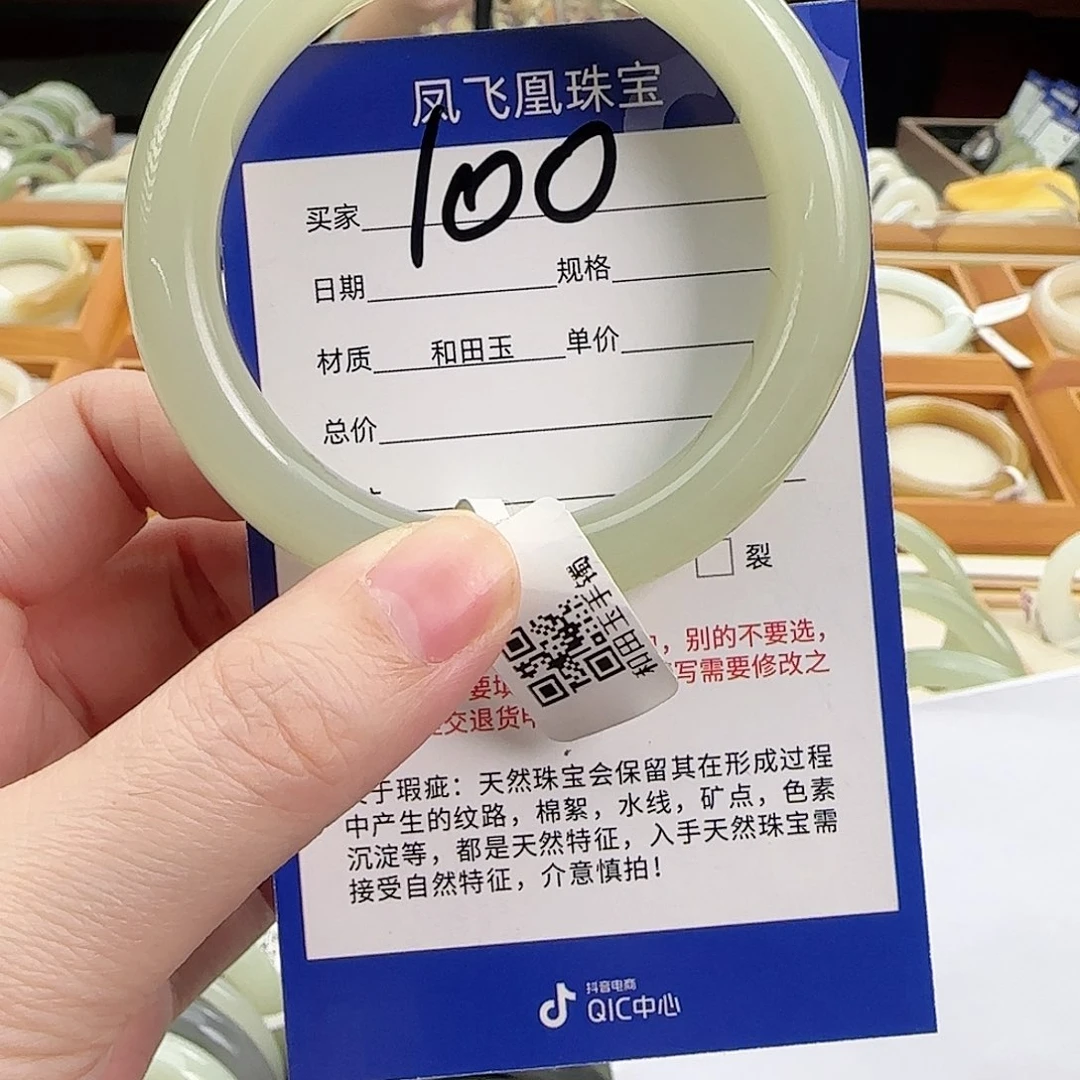 凤飞凰珠宝
100
买家
日期 规格
材质 和田玉 单价
总价
裂
和田玉手镯
，别的不要选，
写需要修改之
交退货
于瑕疵：天然珠宝会保留其在形成过程
中产生的纹路，棉絮，水线，矿点，色素
沉淀等，都是天然特征，入手天然珠宝需
接受自然特征，介意慎拍！
抖音电商
QIC中心